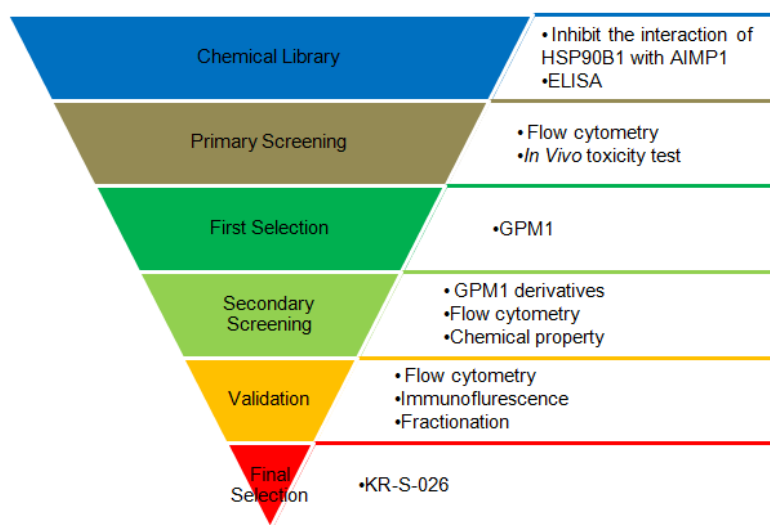 Chemical Library
• Inhibit the interaction of
HSP90B1 with AIMP1
•ELISA
Primary Screening
• Flow cytometry
•In Vivo toxicity test
First Selection
•GPM1
Secondary
Screening
• GPM1 derivatives
•Flow cytometry
•Chemical property
Validation
• Flow cytometry
•Immunoflurescence
•Fractionation
Final
Selection
•KR-S-026